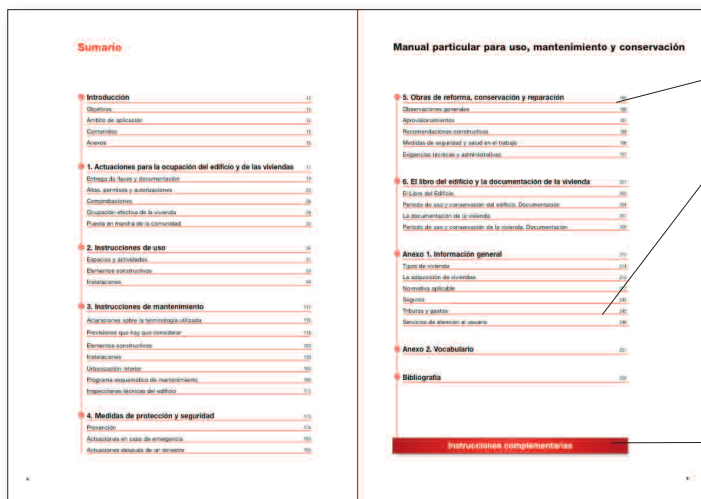 Sumario
Introducción
Objetivos
Ámbito de aplicación
Contenidos
Anexos
1. Actuaciones para la ocupación del edificio y de las viviendas
Entrega de llaves y documentación
Altas, permisos y autorizaciones
Comprobaciones
Ocupación efectiva de la vivienda
Puesta en marcha de la comunidad
2. Instrucciones de uso
Espacios y actividades
Elementos constructivos
Instalaciones
3. Instrucciones de mantenimiento
Aclaraciones sobre la terminología utilizada
Previsiones que hay que considerar
Elementos constructivos
Instalaciones
Urbanización interior
Programa esquemático de mantenimiento
Inspecciones técnicas del edificio
4. Medidas de protección y seguridad
Prevención
Actuaciones en caso de emergencia
Actuaciones después de un siniestro
Manual particular para uso, mantenimiento y conservación
5. Obras de reforma, conservación y reparación
Observaciones generales
Aprovisionamientos
Recomendaciones constructivas
Medidas de seguridad y salud en el trabajo
Exigencias técnicas y administrativas
6. El libro del edificio y la documentación de la vivienda
El Libro del Edificio
Periodo de uso y conservación del edificio. Documentación
La documentación de la vivienda
Periodo de uso y conservación de la vivienda. Documentación
Anexo 1. Información general
Tipos de vivienda
La adquisición de viviendas
Normativa aplicable
Seguros
Tributos y gastos
Servicios de atención al usuario
Anexo 2. Vocabulario
Bibliografía
Instrucciones complementarias